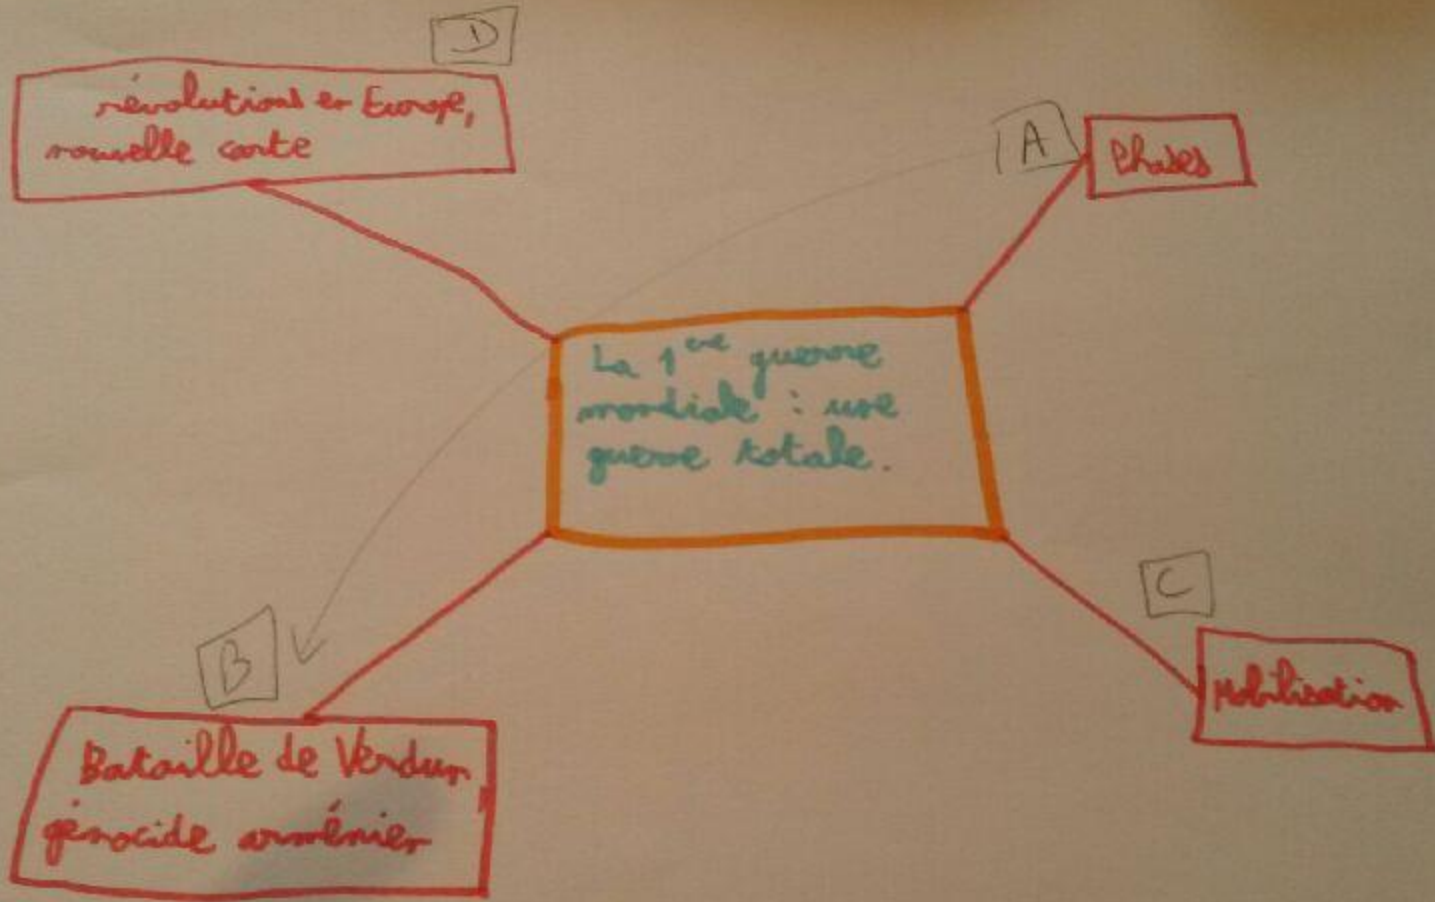 D
révolutions en Europe,
nouvelle carte
A
Phases
La 1ère guerre
mondiale : une
guerre totale.
C
Mobilisation
B
Bataille de Verdun
génocide arménien